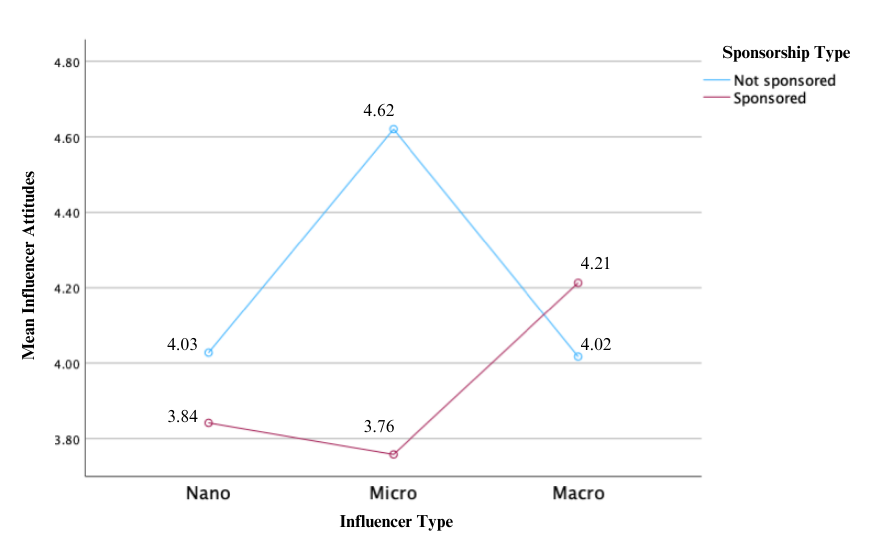 Sponsorship Type
Not sponsored
Sponsored
Mean Influencer Attitudes
4.80
4.60
4.40
4.20
4.00
3.80
4.62
4.21
4.03
4.02
3.84
3.76
Nano Micro Macro
Influencer Type